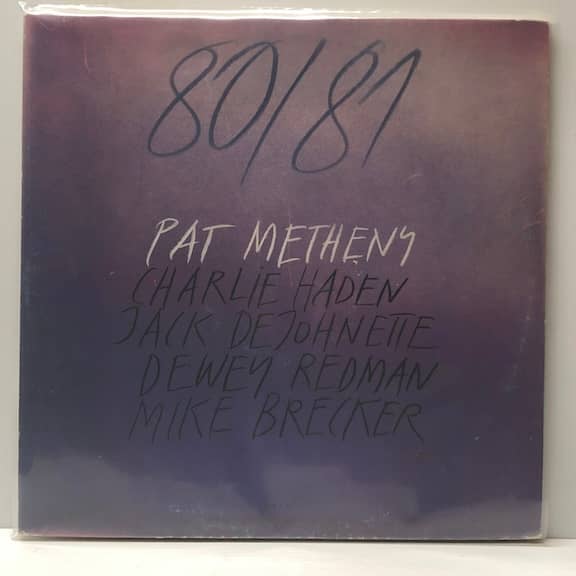 80/81
PAT METHENY
CHARLIE HADEN
JACK DEJOHNETTE
DEWEY REDMAN
MIKE BRECKER